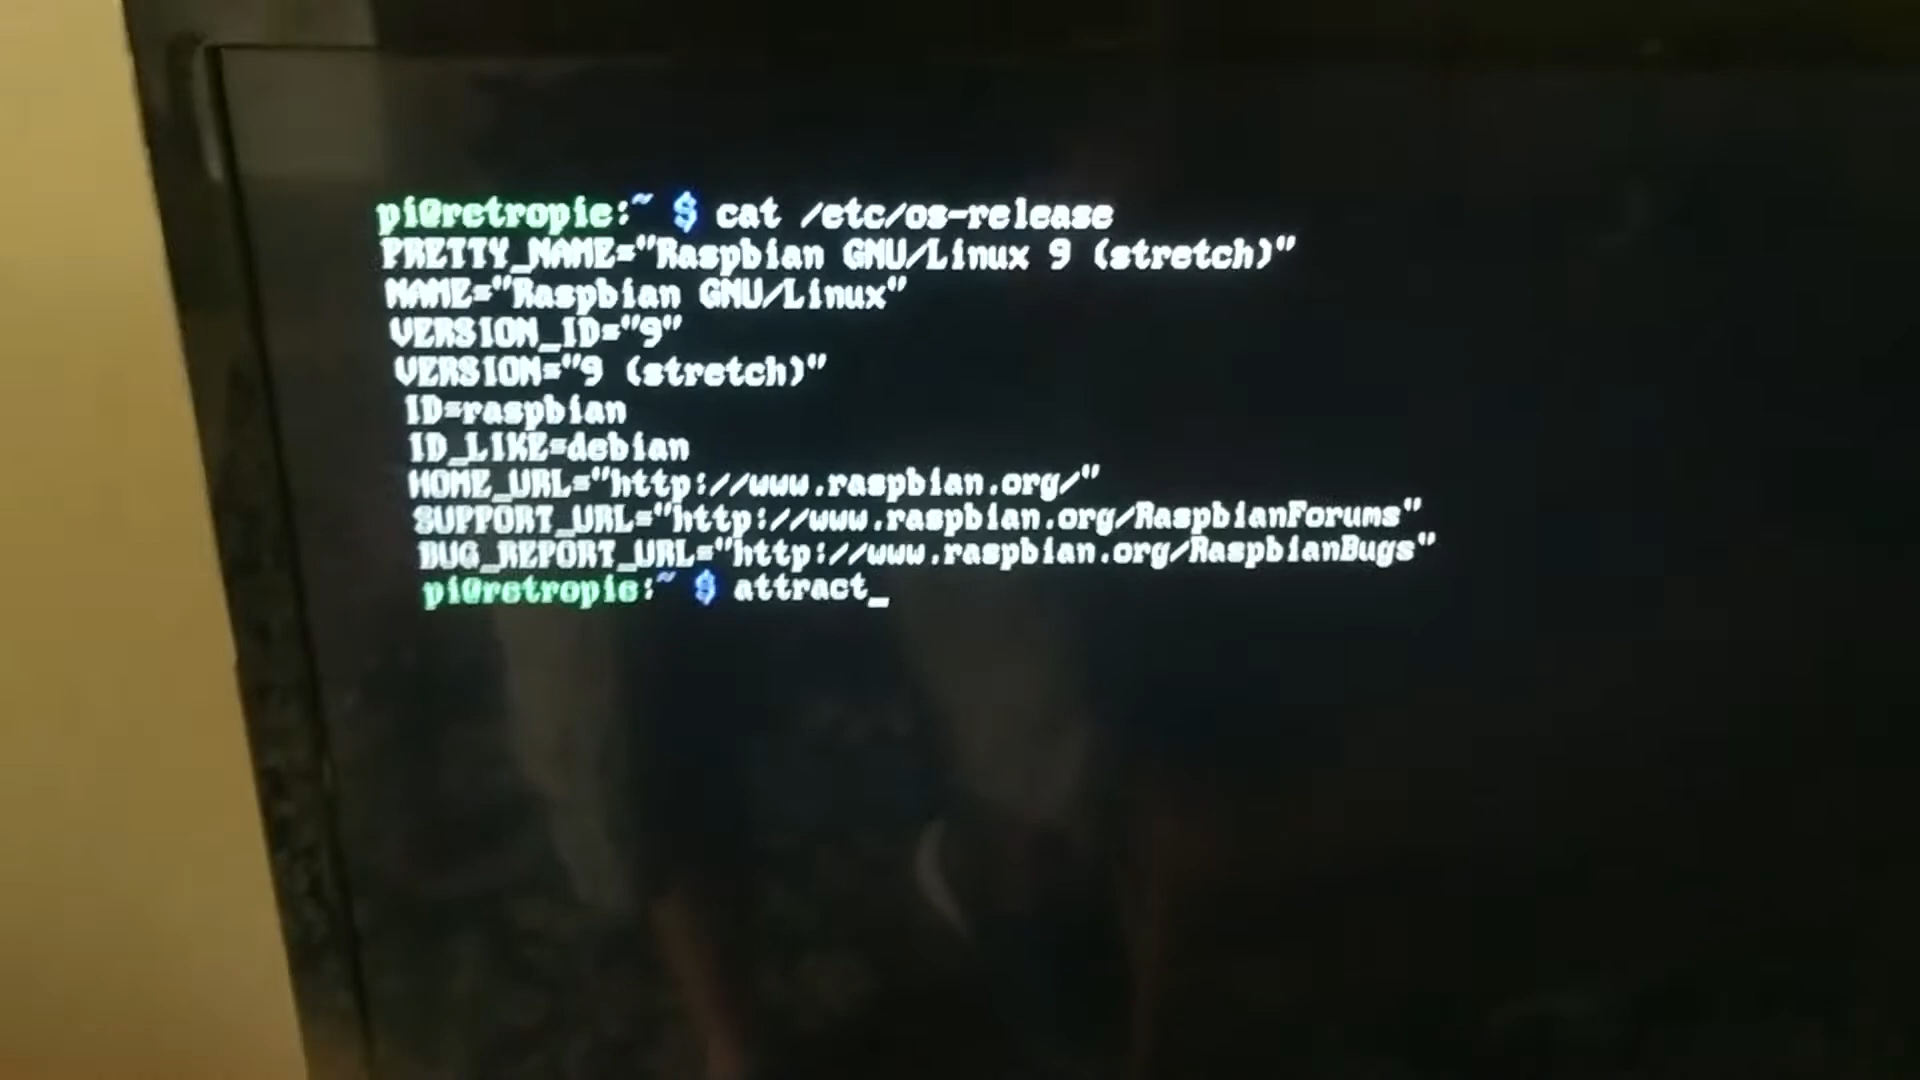 pi@retropie:~ $ cat /etc/os-release
PRETTY_NAME="Raspbian GNU/Linux 9 (stretch)"
NAME="Raspbian GNU/Linux"
VERSION_ID="9"
VERSION="9 (stretch)"
ID=raspbian
ID_LIKE=debian
HOME_URL="http://www.raspbian.org/"
SUPPORT_URL="http://www.raspbian.org/RaspbianForums"
BUG_REPORT_URL="http://www.raspbian.org/RaspbianBugs"
pi@retropie:~ $ attract_